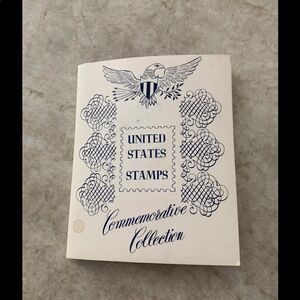 UNITED
STATES
STAMPS
Commemorative
Collection